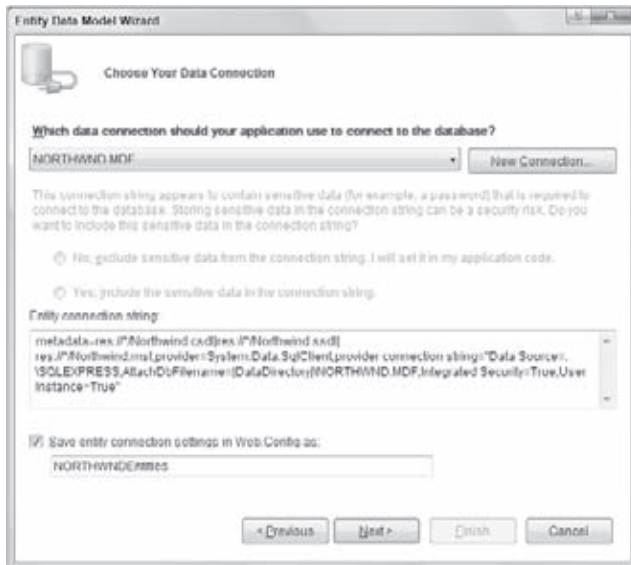 Entity Data Model Wizard
Choose Your Data Connection
Which data connection should your application use to connect to the database?
NORTHWND.MDF
New Connection...
This connection string appears to contain sensitive data (for example, a password) that is required to
connect to the database. Storing sensitive data in the connection string can be a security risk. Do you
want to include this sensitive data in the connection string?
No, exclude sensitive data from the connection string. I will set it in my application code.
Yes, include the sensitive data in the connection string.
Entity connection string:
metadata=res://*/Northwind.csdl|res://*/Northwind.ssdl|
res://*/Northwind.msl;provider=System.Data.SqlClient;provider connection string="Data Source=.
\SQLEXPRESS;AttachDbFilename=|DataDirectory|\NORTHWND.MDF;Integrated Security=True;User
Instance=True"
Save entity connection settings in Web.Config as:
NORTHWNDEntities
< Previous
Next >
Finish
Cancel